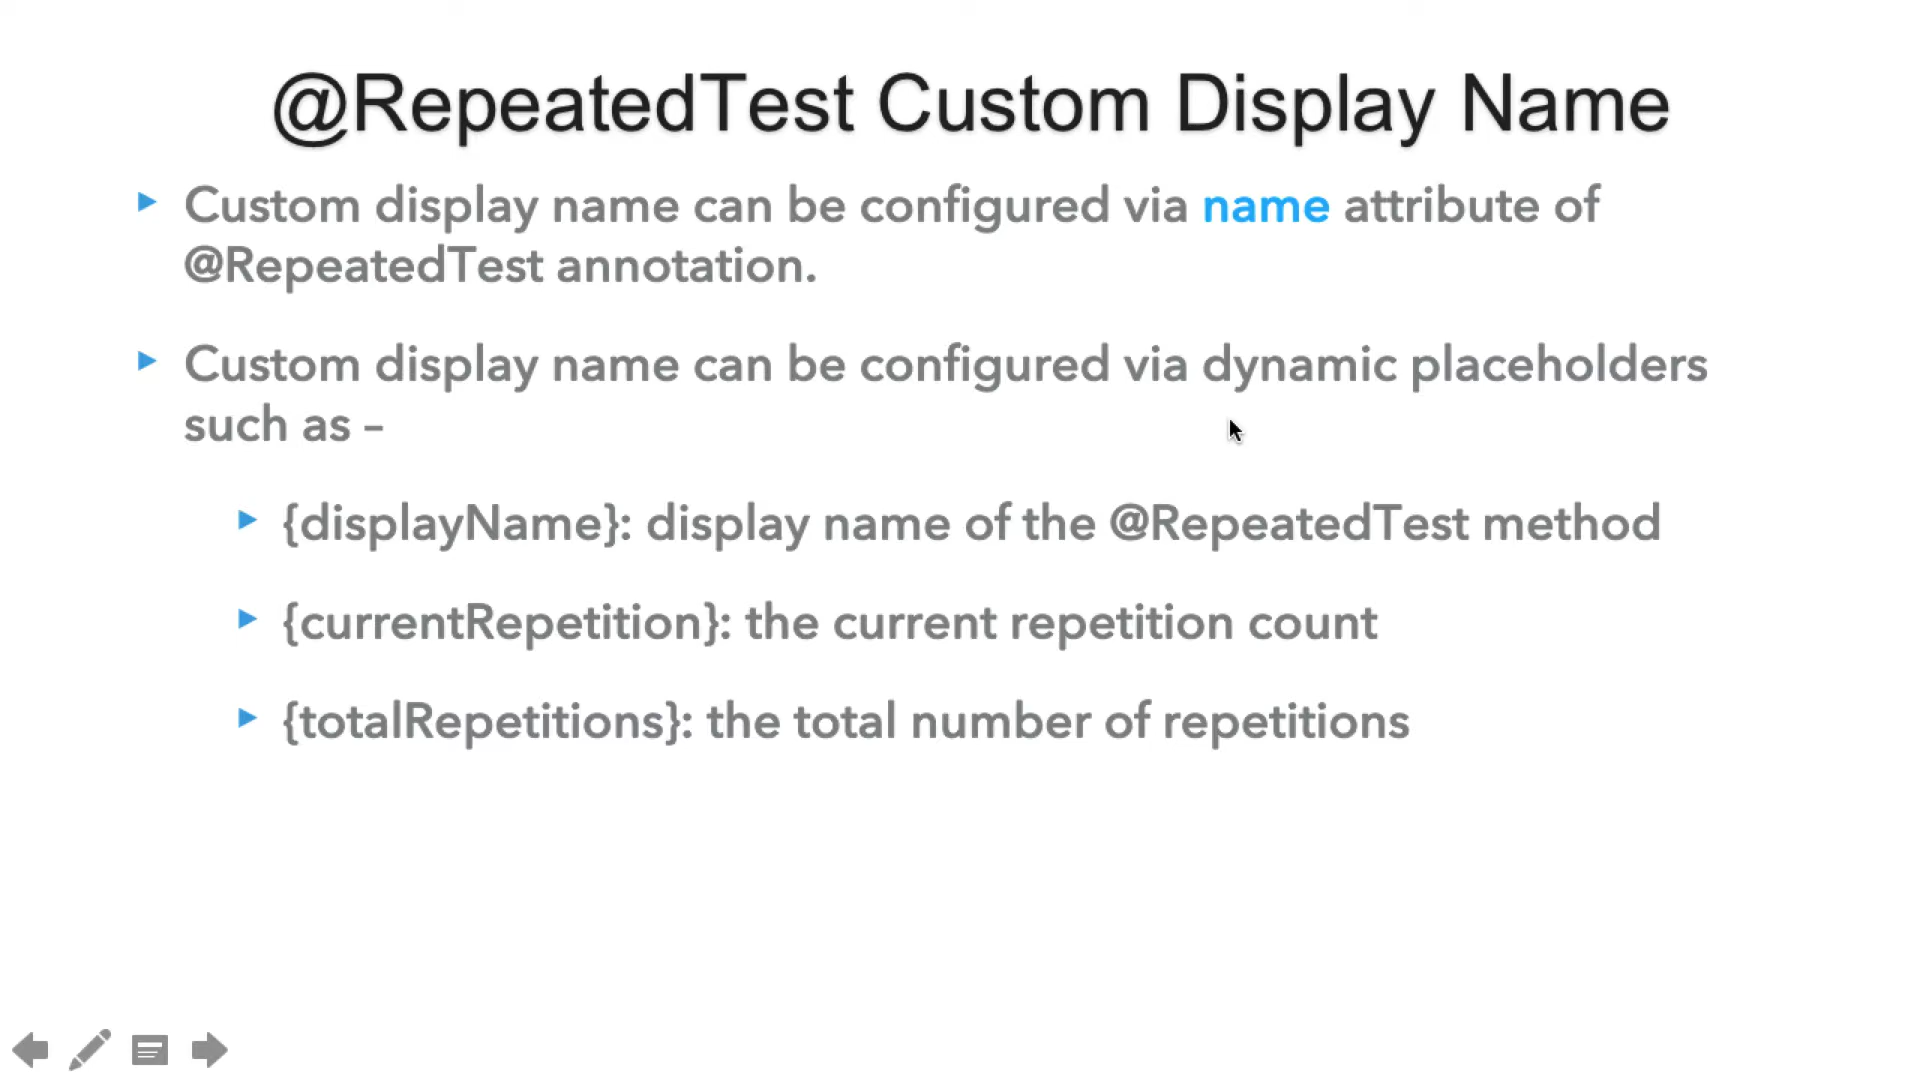 @RepeatedTest Custom Display Name
Custom display name can be configured via name attribute of
@RepeatedTest annotation.
Custom display name can be configured via dynamic placeholders
such as –
{displayName}: display name of the @RepeatedTest method
{currentRepetition}: the current repetition count
{totalRepetitions}: the total number of repetitions